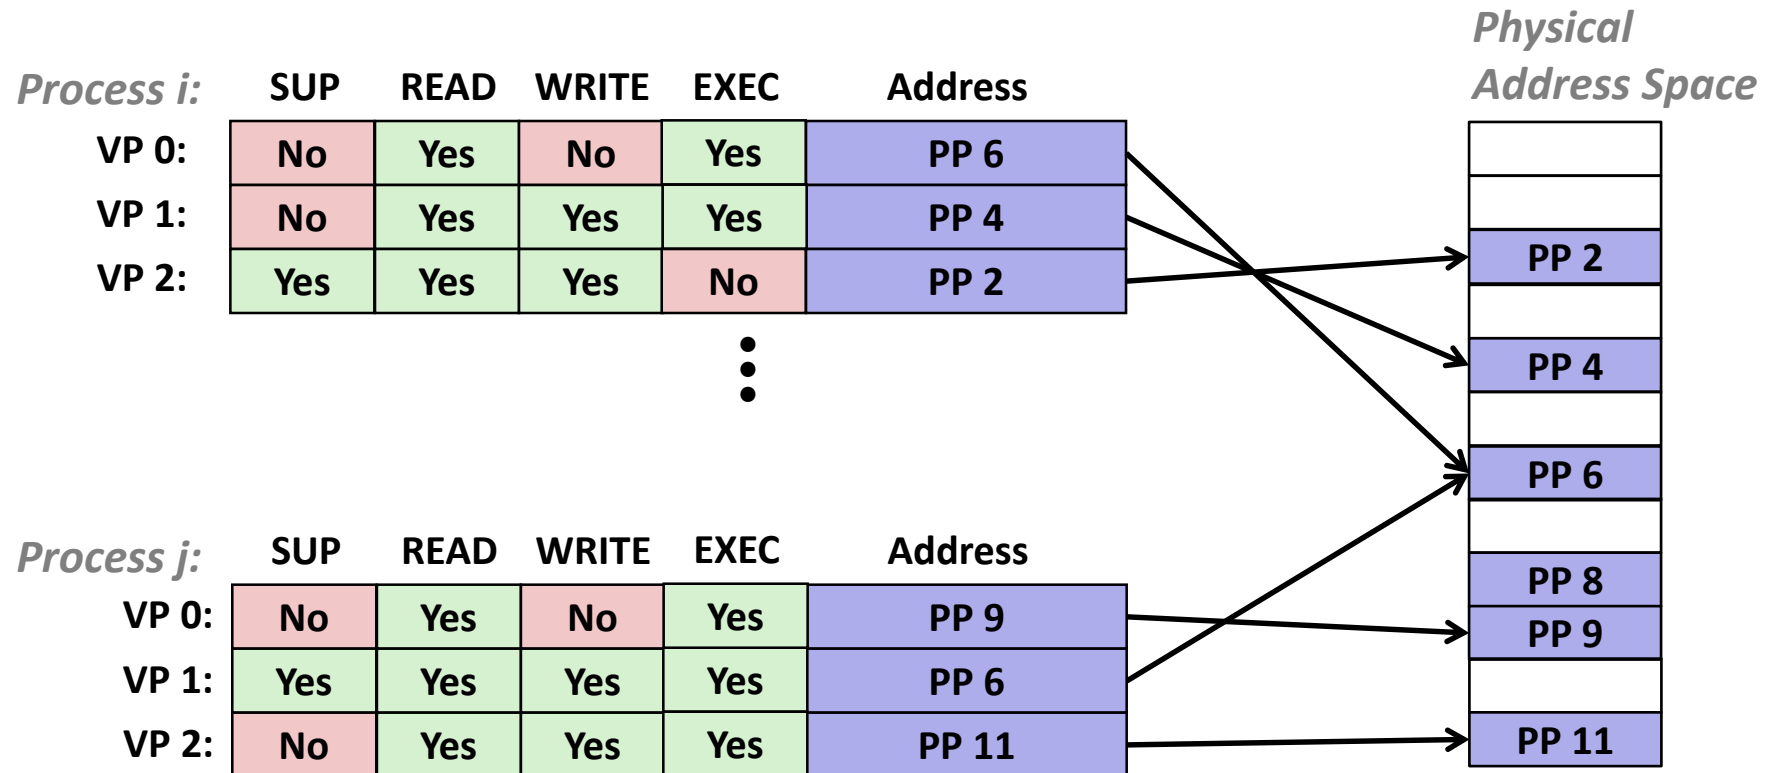 Physical
Address Space
Process i: SUP READ WRITE EXEC Address
VP 0: No Yes No Yes PP 6
VP 1: No Yes Yes Yes PP 4
VP 2: Yes Yes Yes No PP 2
PP 2
PP 4
PP 6
PP 8
PP 9
PP 11
Process j: SUP READ WRITE EXEC Address
VP 0: No Yes No Yes PP 9
VP 1: Yes Yes Yes Yes PP 6
VP 2: No Yes Yes Yes PP 11